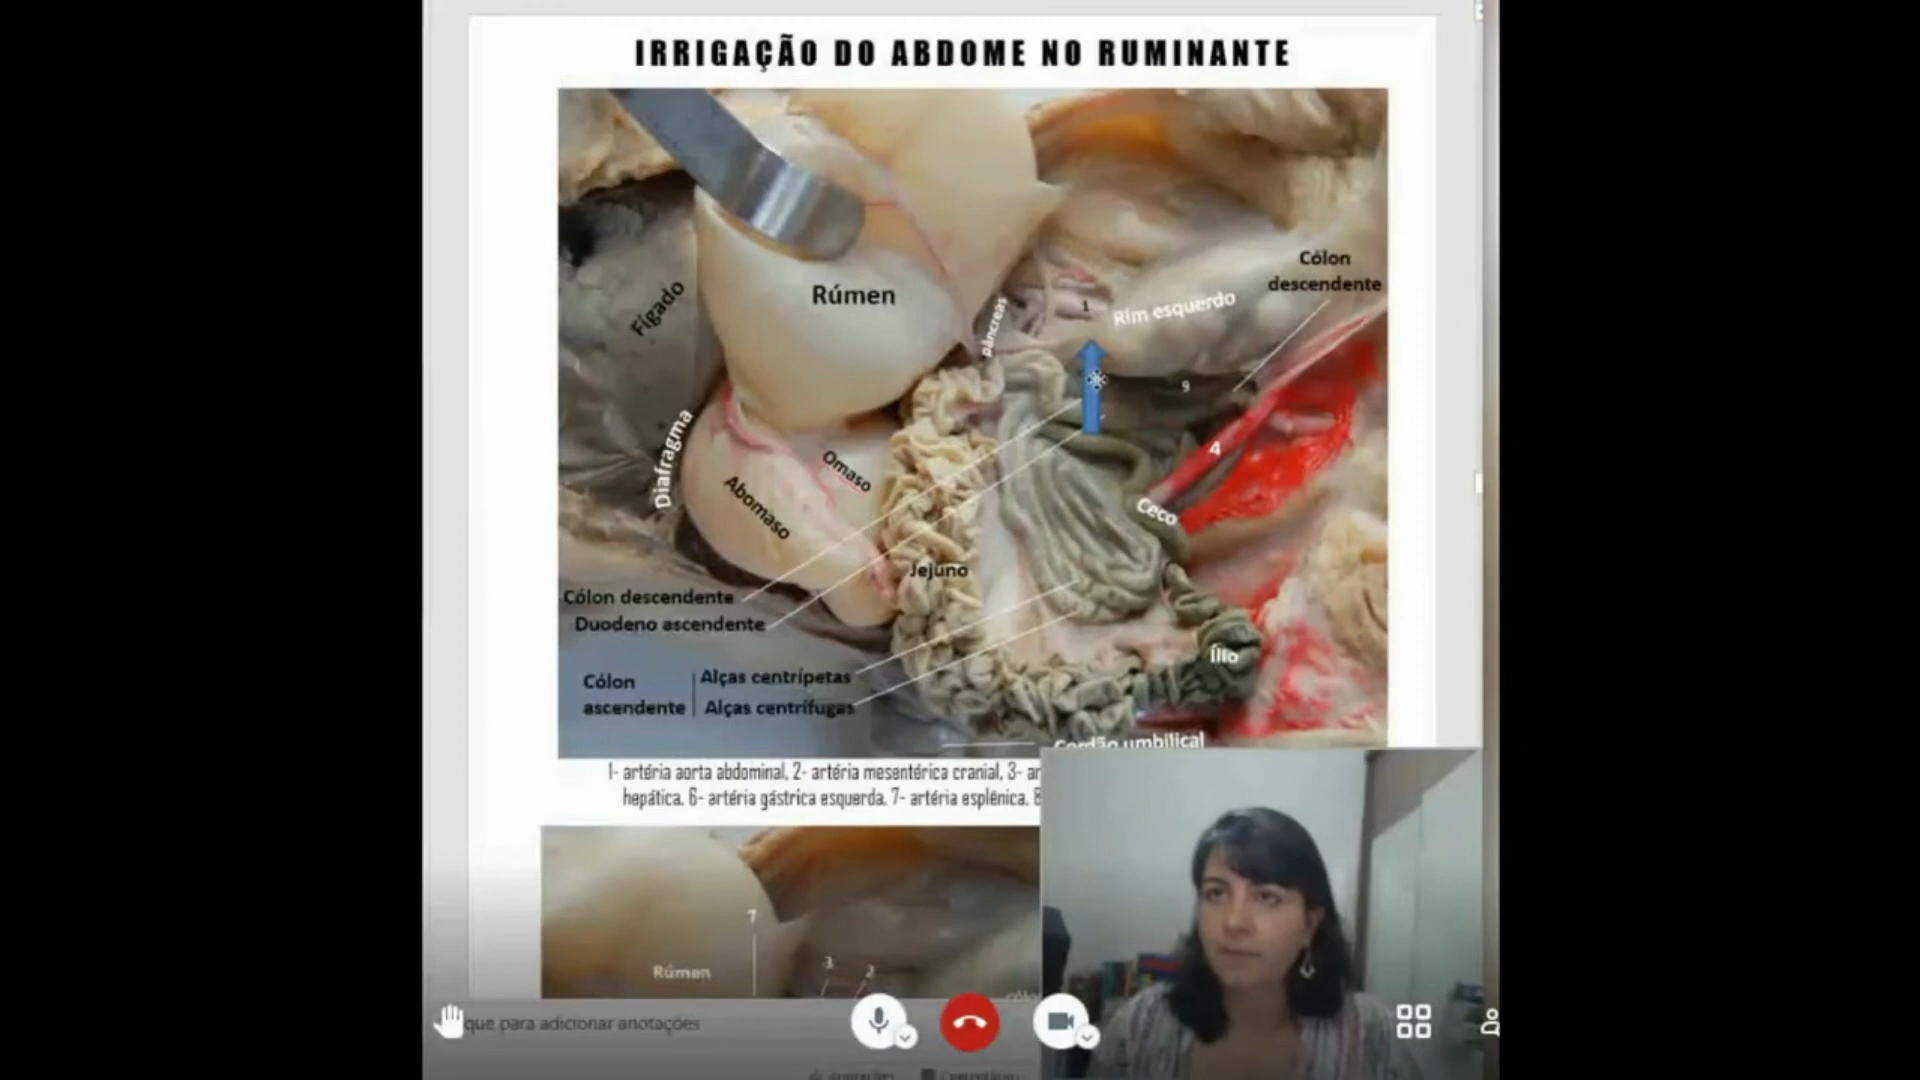 IRRIGAÇÃO DO ABDOME NO RUMINANTE
Cólon
descendente
Fígado
Rúmen
pâncreas
1
Rim esquerdo
9
Diafragma
Omaso
Abomaso
4
Ceco
Jejuno
Cólon descendente
Duodeno ascendente
Ílio
Cólon
ascendente
Alças centrípetas
Alças centrífugas
Cordão umbilical
1- artéria aorta abdominal, 2- artéria mesentérica cranial, 3- ar
hepática. 6- artéria gástrica esquerda. 7- artéria esplênica. 8
7
3
2
Rúmen
que para adicionar anotações